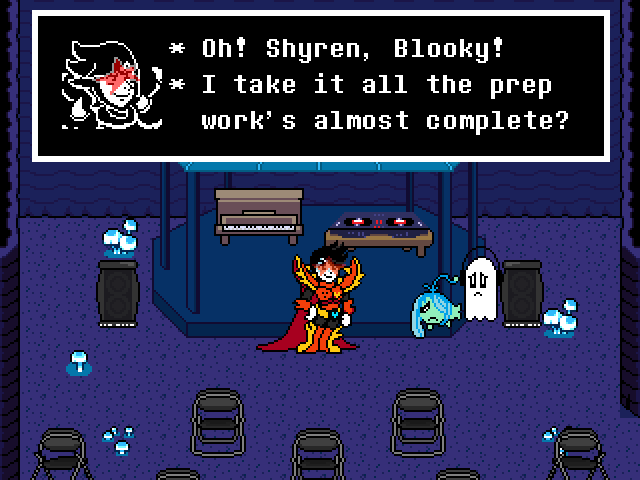 * Oh! Shyren, Blooky!
* I take it all the prep
work's almost complete?